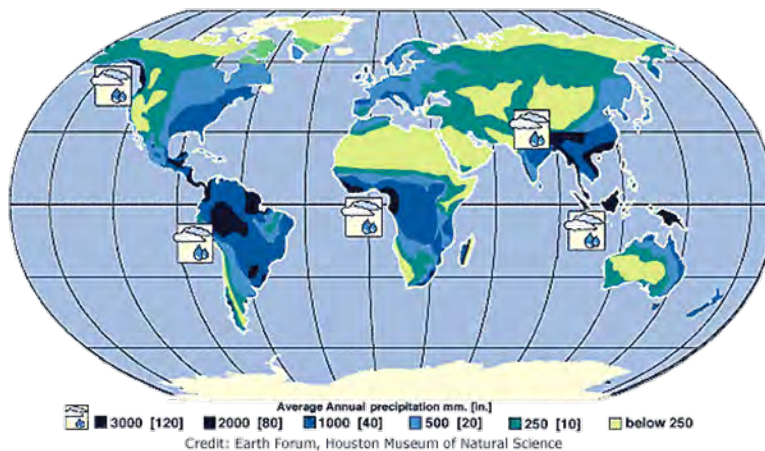 Average Annual precipitation mm. [in.]
3000 [120] 2000 [80] 1000 [40] 500 [20] 250 [10] below 250
Credit: Earth Forum, Houston Museum of Natural Science